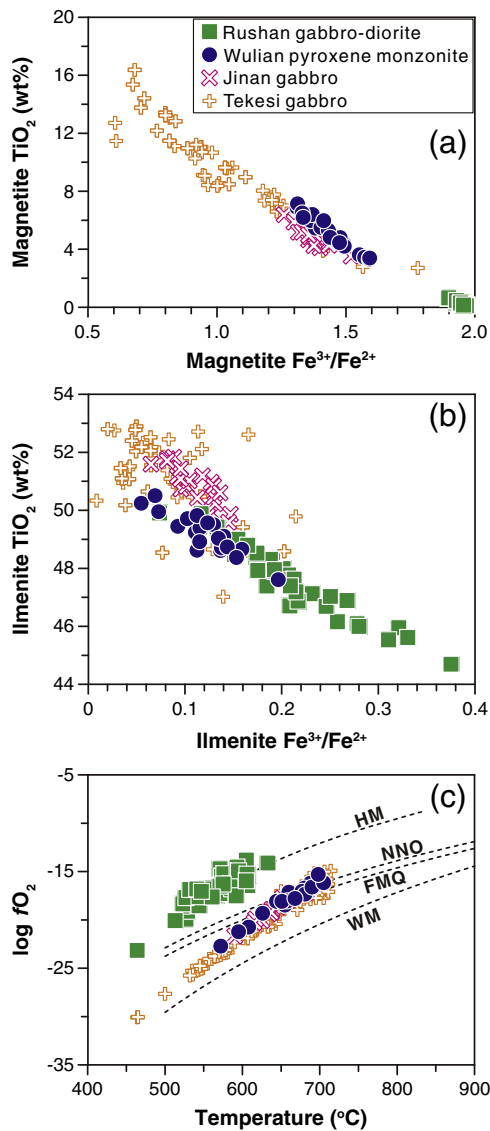 20
16
12
8
4
0
Magnetite TiO₂ (wt%)
Rushan gabbro-diorite
Wulian pyroxene monzonite
Jinan gabbro
Tekesi gabbro
(a)
0.5 1.0 1.5 2.0
Magnetite Fe³⁺/Fe²⁺
54
52
50
48
46
44
Ilmenite TiO₂ (wt%)
(b)
0 0.1 0.2 0.3 0.4
Ilmenite Fe³⁺/Fe²⁺
-5
-15
-25
-35
log fO₂
(c)
HM
NNO
FMQ
WM
400 500 600 700 800 900
Temperature (°C)